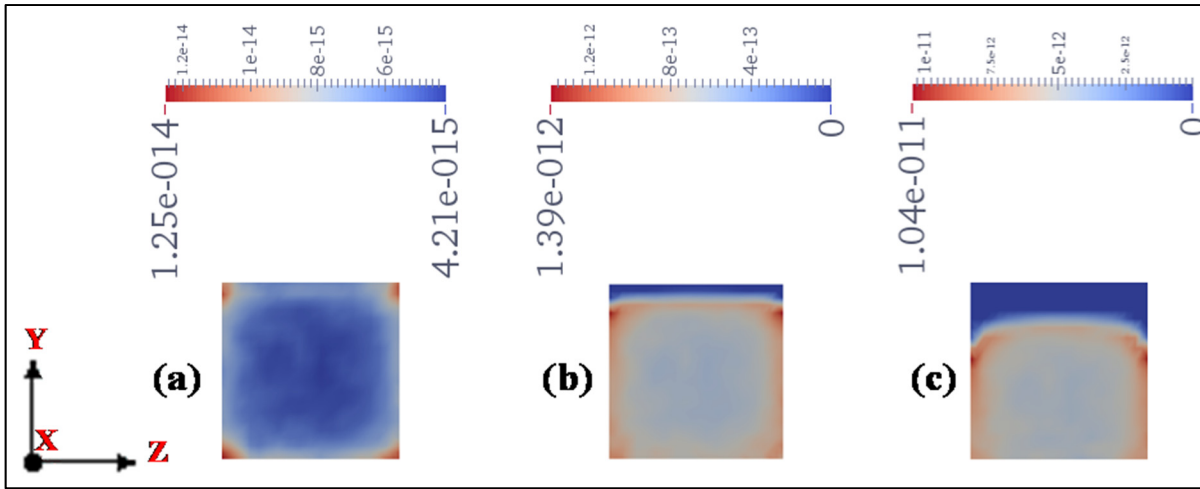 1.2e-14
1e-14
8e-15
6e-15
1.25e-014
4.21e-015
1.2e-12
8e-13
4e-13
1.39e-012
0
1e-11
7.5e-12
5e-12
2.5e-12
1.04e-011
0
Y
X
Z
(a)
(b)
(c)